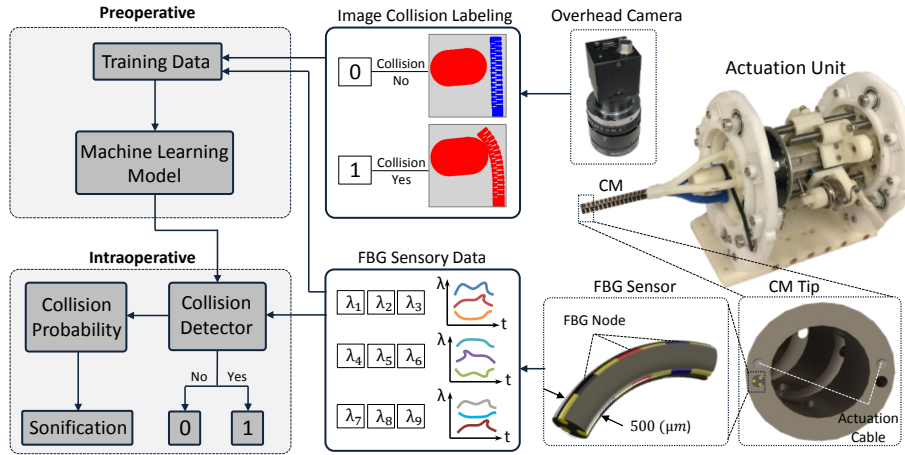 Preoperative
Training Data
Machine Learning
Model
Image Collision Labeling
0
Collision
No
1
Collision
Yes
Overhead Camera
Actuation Unit
CM
Intraoperative
Collision
Probability
Collision
Detector
No
Yes
Sonification
0
1
FBG Sensory Data
λ1 λ2 λ3
λ
t
λ4 λ5 λ6
λ
t
λ7 λ8 λ9
λ
t
FBG Sensor
FBG Node
500 (μm)
CM Tip
Actuation
Cable